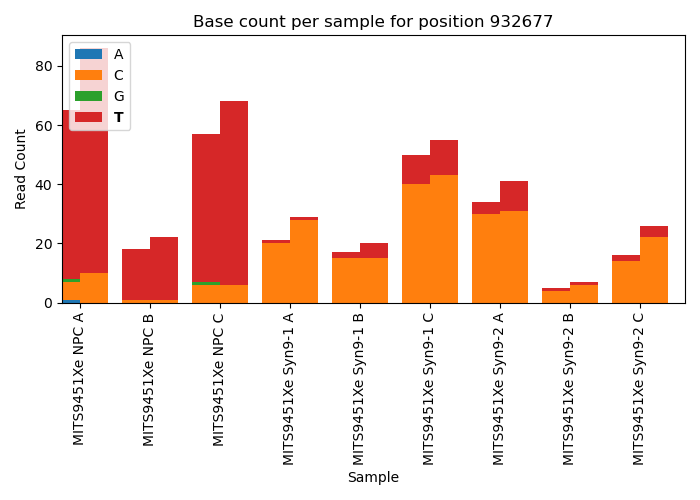 Base count per sample for position 932677
A
C
G
T
Read Count
80
60
40
20
0
MITS9451Xe NPC A
MITS9451Xe NPC B
MITS9451Xe NPC C
MITS9451Xe Syn9-1 A
MITS9451Xe Syn9-1 B
MITS9451Xe Syn9-1 C
MITS9451Xe Syn9-2 A
MITS9451Xe Syn9-2 B
MITS9451Xe Syn9-2 C
Sample